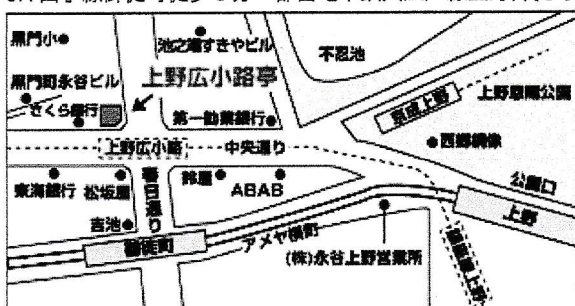 黒門小
池之端すきやビル
不忍池
黒門町永谷ビル
上野広小路亭
京成上野
上野恩賜公園
さくら銀行
第一勧業銀行
西郷銅像
上野広小路
中央通り
公園口
東海銀行
松坂屋
春日通り
鈴屋
ABAB
上野
吉池
御徒町
アメヤ横町
(株)永谷上野営業所